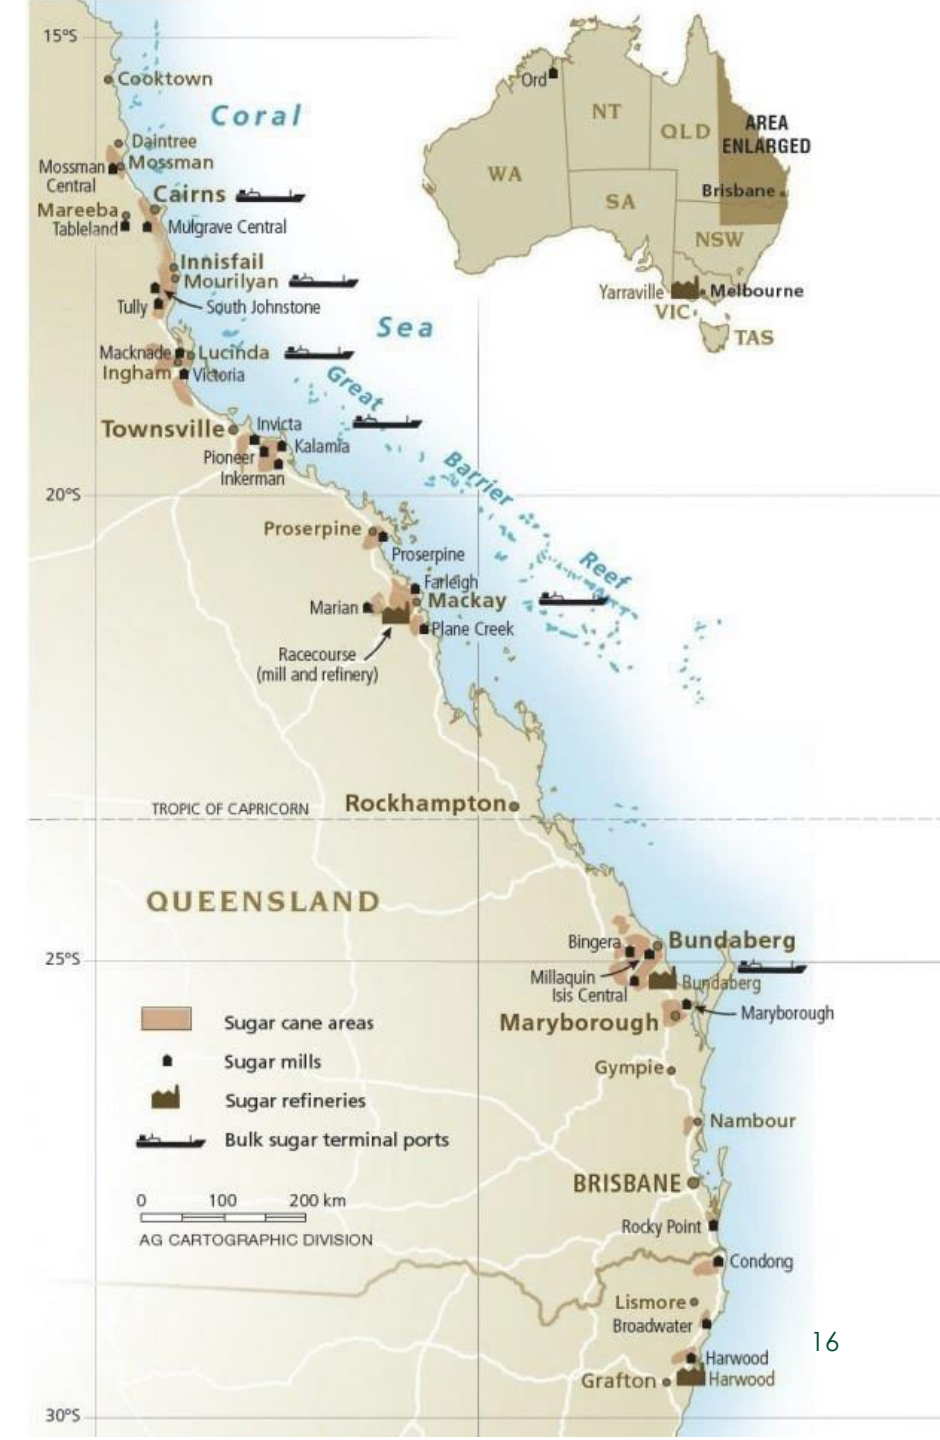 15°S
Cooktown
Coral
Daintree
Mossman
Mossman
Central
Cairns
Mareeba
Tableland
Mulgrave Central
Innisfail
Mourilyan
South Johnstone
Tully
Sea
Macknade
Lucinda
Ingham
Victoria
Great
Townsville
Invicta
Kalamia
Pioneer
Inkerman
Barrier
20°S
Proserpine
Proserpine
Reef
Farleigh
Marian
Mackay
Plane Creek
Racecourse
(mill and refinery)
Ord
NT
QLD
AREA
ENLARGED
WA
SA
Brisbane
NSW
Yarraville
Melbourne
VIC
TAS
Rockhampton
TROPIC OF CAPRICORN
QUEENSLAND
Bingera
Bundaberg
25°S
Millaquin
Bundaberg
Isis Central
Maryborough
Maryborough
Gympie
Nambour
BRISBANE
Rocky Point
Condong
Lismore
Broadwater
Harwood
Harwood
Grafton
30°S
Sugar cane areas
Sugar mills
Sugar refineries
Bulk sugar terminal ports
0 100 200 km
AG CARTOGRAPHIC DIVISION
16